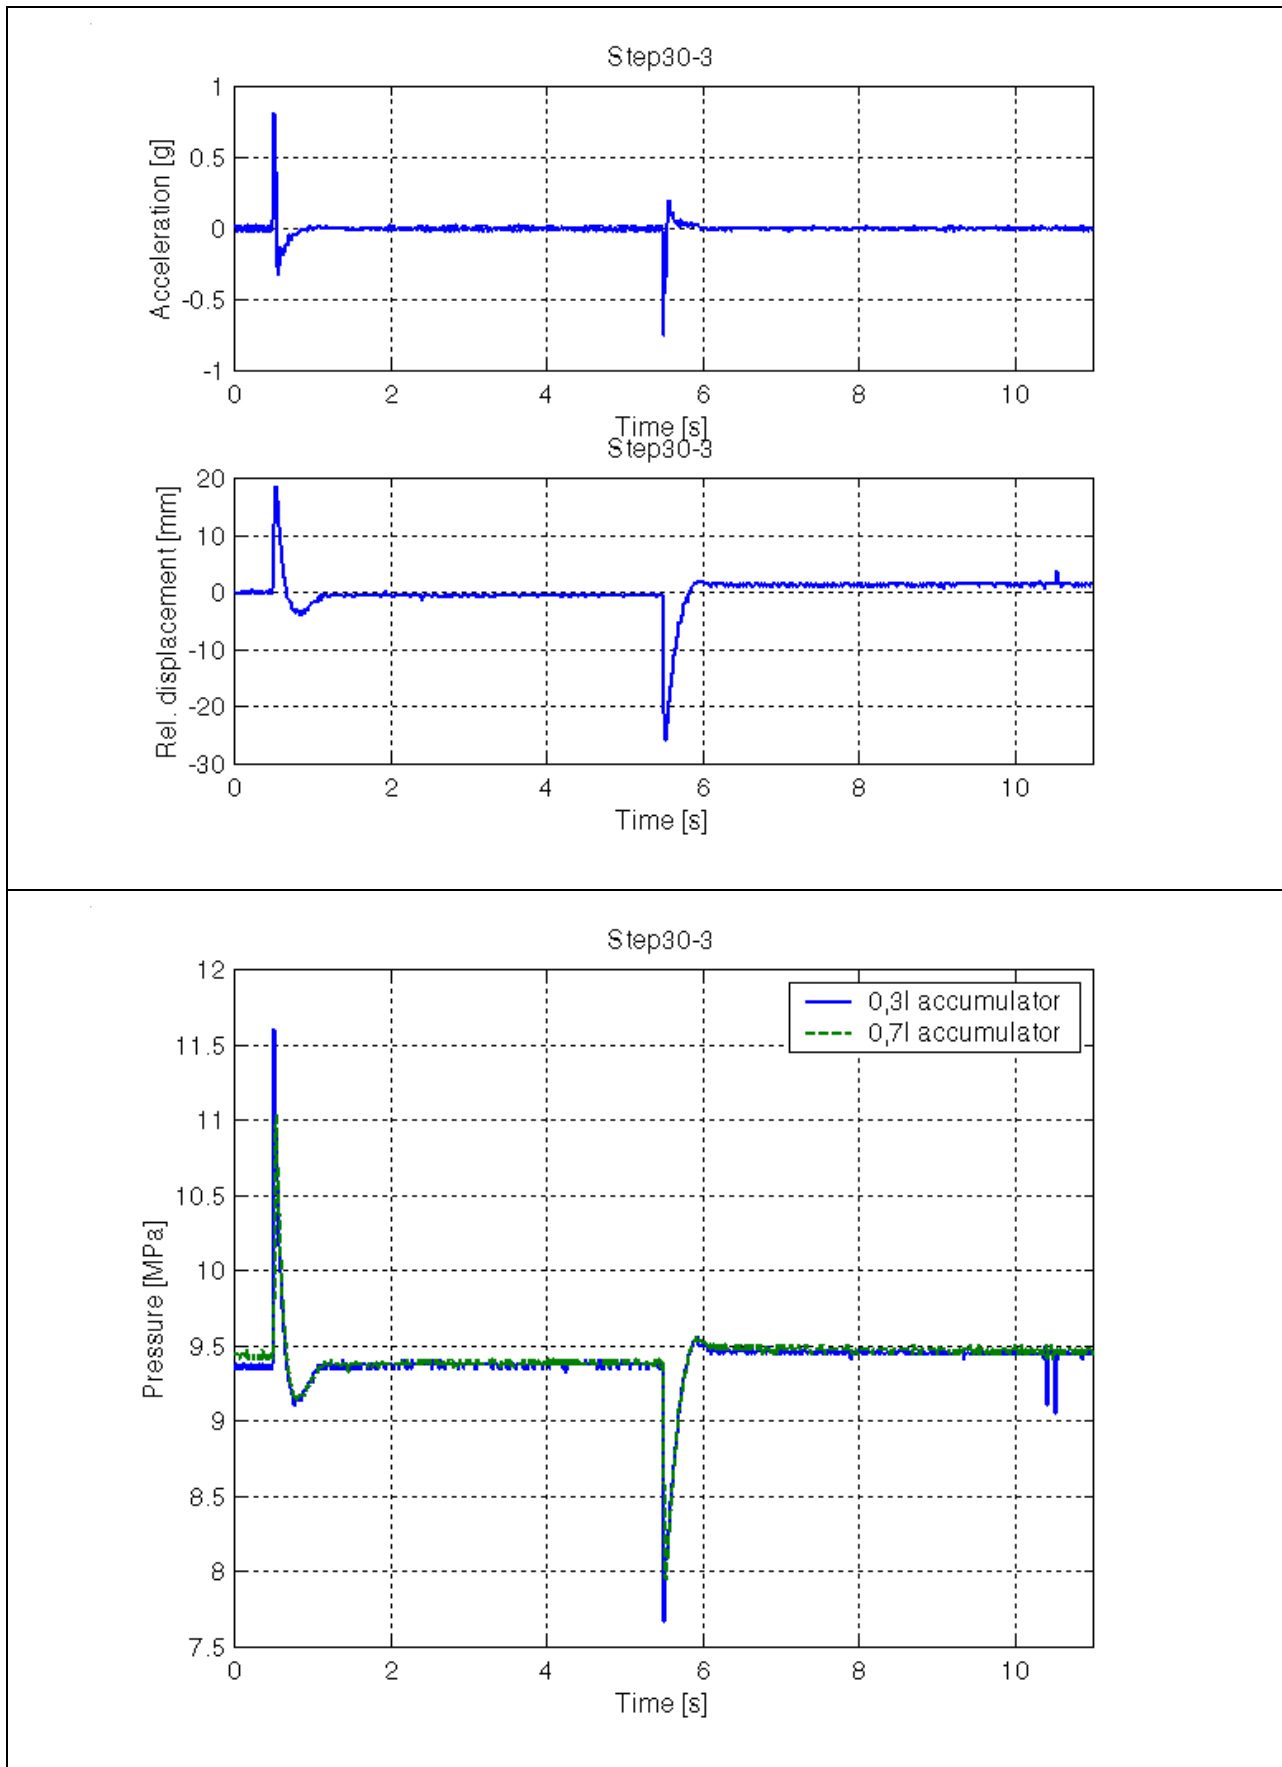 Step30-3
1
0.5
0
-0.5
-1
Acceleration [g]
0 2 4 6 8 10
Time [s]
Step30-3
20
10
0
-10
-20
-30
Rel. displacement [mm]
0 2 4 6 8 10
Time [s]
Step30-3
12
11.5
11
10.5
10
9.5
9
8.5
8
7.5
Pressure [MPa]
0,3l accumulator
0,7l accumulator
0 2 4 6 8 10
Time [s]